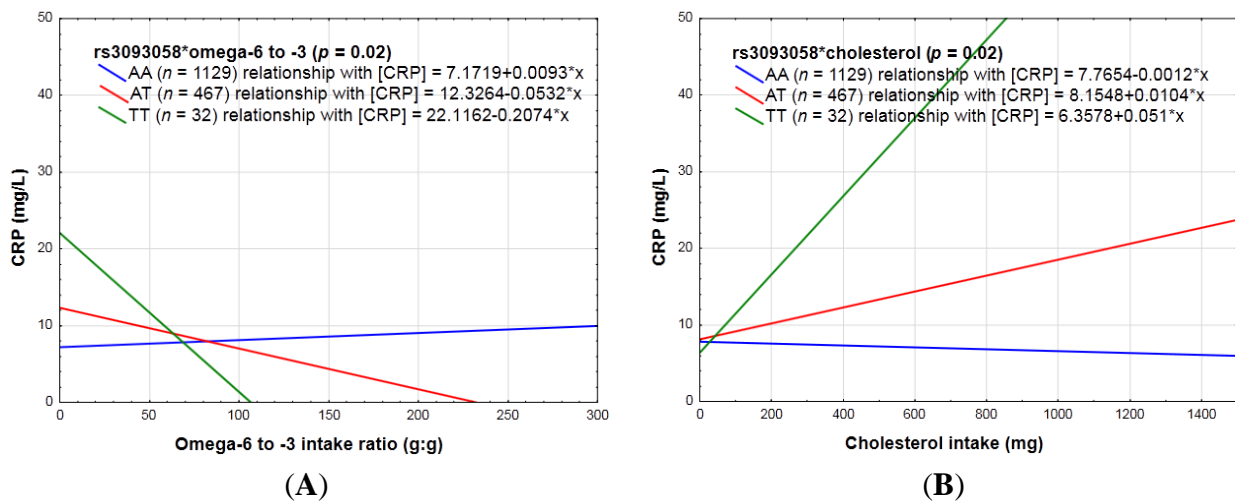 rs3093058*omega-6 to -3 (p = 0.02)
AA (n = 1129) relationship with [CRP] = 7.1719+0.0093*x
AT (n = 467) relationship with [CRP] = 12.3264-0.0532*x
TT (n = 32) relationship with [CRP] = 22.1162-0.2074*x
50
40
30
20
10
0
CRP (mg/L)
0 50 100 150 200 250 300
Omega-6 to -3 intake ratio (g:g)
(A)
rs3093058*cholesterol (p = 0.02)
AA (n = 1129) relationship with [CRP] = 7.7654-0.0012*x
AT (n = 467) relationship with [CRP] = 8.1548+0.0104*x
TT (n = 32) relationship with [CRP] = 6.3578+0.051*x
50
40
30
20
10
0
CRP (mg/L)
0 200 400 600 800 1000 1200 1400
Cholesterol intake (mg)
(B)